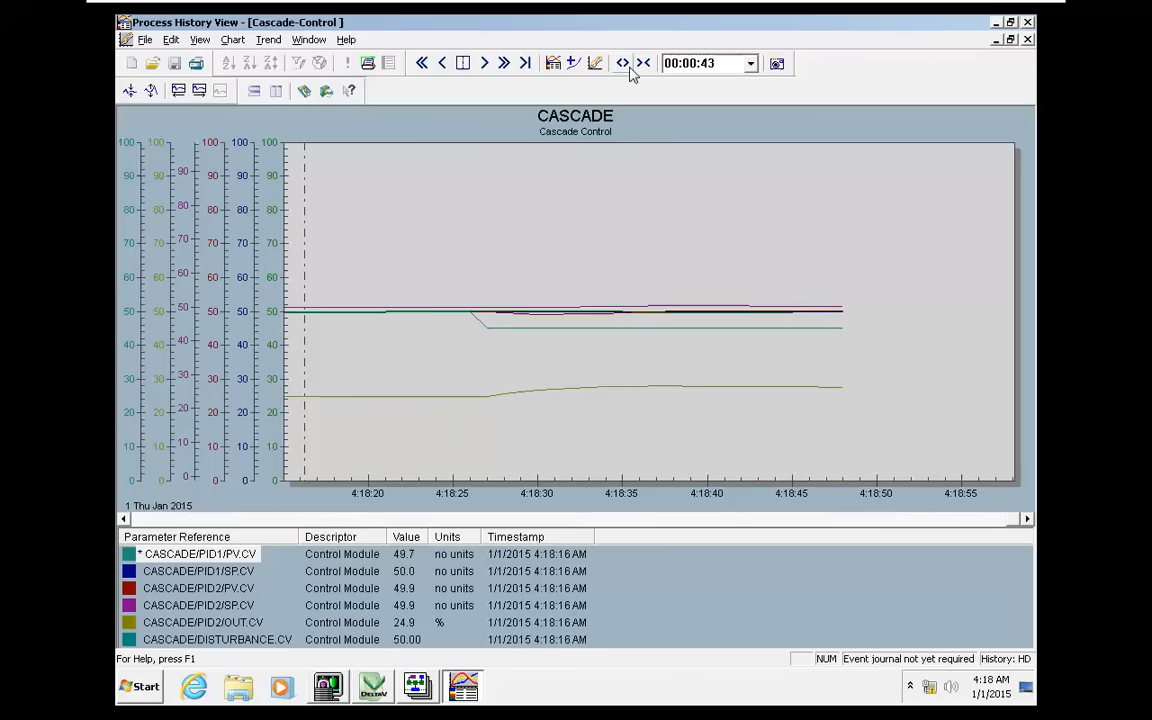 Process History View - [Cascade-Control ]
File Edit View Chart Trend Window Help
00:00:43
CASCADE
Cascade Control
100 100 100 100 100
90 90 90 90 90 90
80 80 80 80 80 80
70 70 70 70 70 70
60 60 60 60 60 60
50 50 50 50 50 50
40 40 40 40 40 40
30 30 30 30 30 30
20 20 20 20 20 20
10 10 10 10 10 10
0 0 0 0 0 0
4:18:20 4:18:25 4:18:30 4:18:35 4:18:40 4:18:45 4:18:50 4:18:55
1 Thu Jan 2015
Parameter Reference Descriptor Value Units Timestamp
* CASCADE/PID1/PV.CV Control Module 49.7 no units 1/1/2015 4:18:16 AM
CASCADE/PID1/SP.CV Control Module 50.0 no units 1/1/2015 4:18:16 AM
CASCADE/PID2/PV.CV Control Module 49.9 no units 1/1/2015 4:18:16 AM
CASCADE/PID2/SP.CV Control Module 49.9 no units 1/1/2015 4:18:16 AM
CASCADE/PID2/OUT.CV Control Module 24.9 % 1/1/2015 4:18:16 AM
CASCADE/DISTURBANCE.CV Control Module 50.00 1/1/2015 4:18:16 AM
For Help, press F1 NUM Event journal not yet required History: HD
Start DELTAV 4:18 AM
1/1/2015